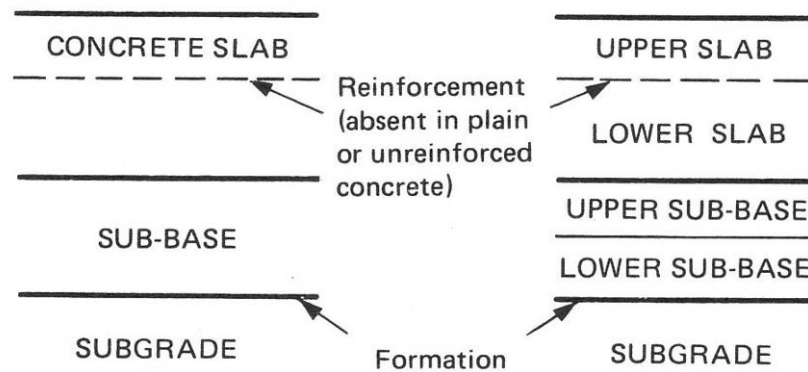 CONCRETE SLAB
Reinforcement
(absent in plain
or unreinforced
concrete)
UPPER SLAB
LOWER SLAB
SUB-BASE
UPPER SUB-BASE
LOWER SUB-BASE
SUBGRADE
Formation
SUBGRADE